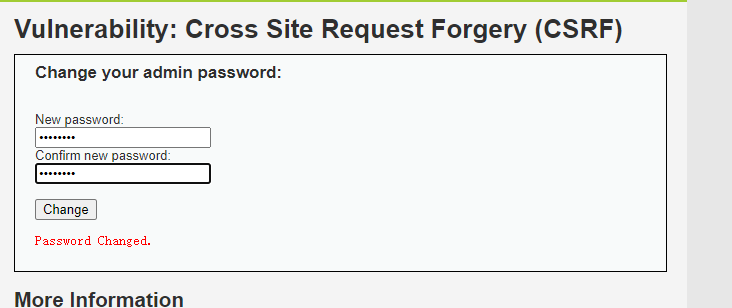 Vulnerability: Cross Site Request Forgery (CSRF)
Change your admin password:
New password:
••••••••
Confirm new password:
••••••••
Change
Password Changed.
More Information